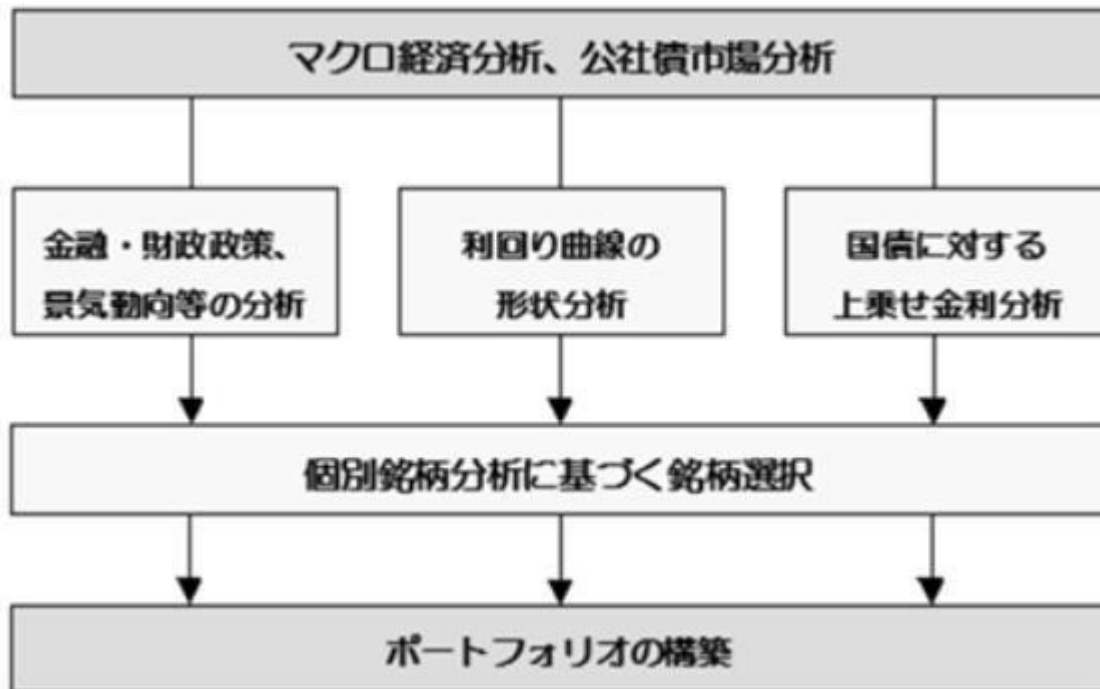 マクロ経済分析、公社債市場分析
金融・財政政策、
景気動向等の分析
利回り曲線の
形状分析
国債に対する
上乗せ金利分析
個別銘柄分析に基づく銘柄選択
ポートフォリオの構築